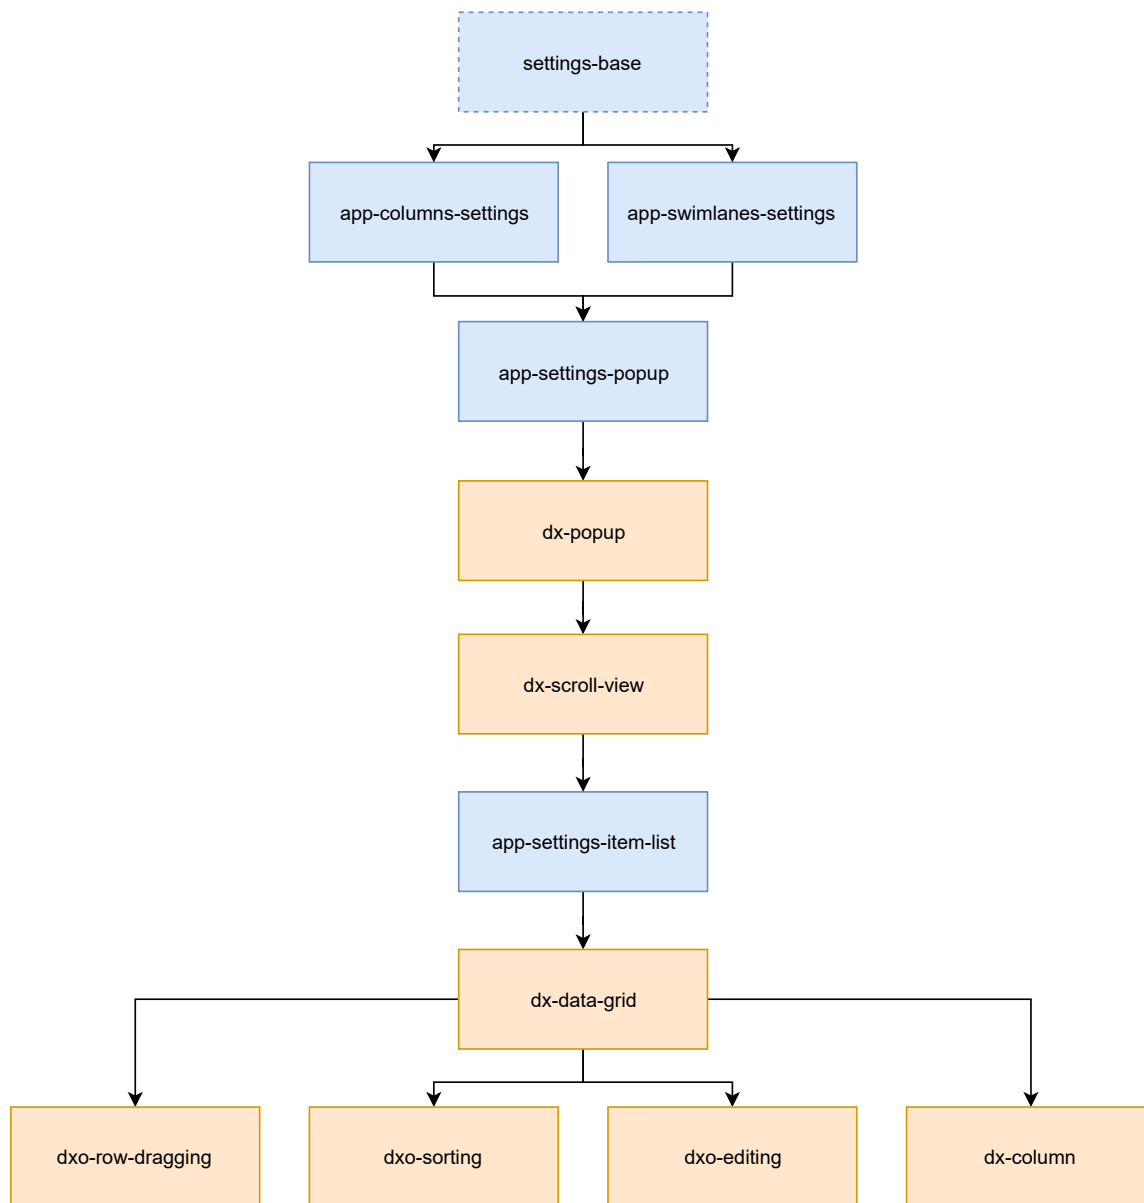 settings-base
app-columns-settings
app-swimlanes-settings
app-settings-popup
dx-popup
dx-scroll-view
app-settings-item-list
dx-data-grid
dxo-row-dragging
dxo-sorting
dxo-editing
dx-column